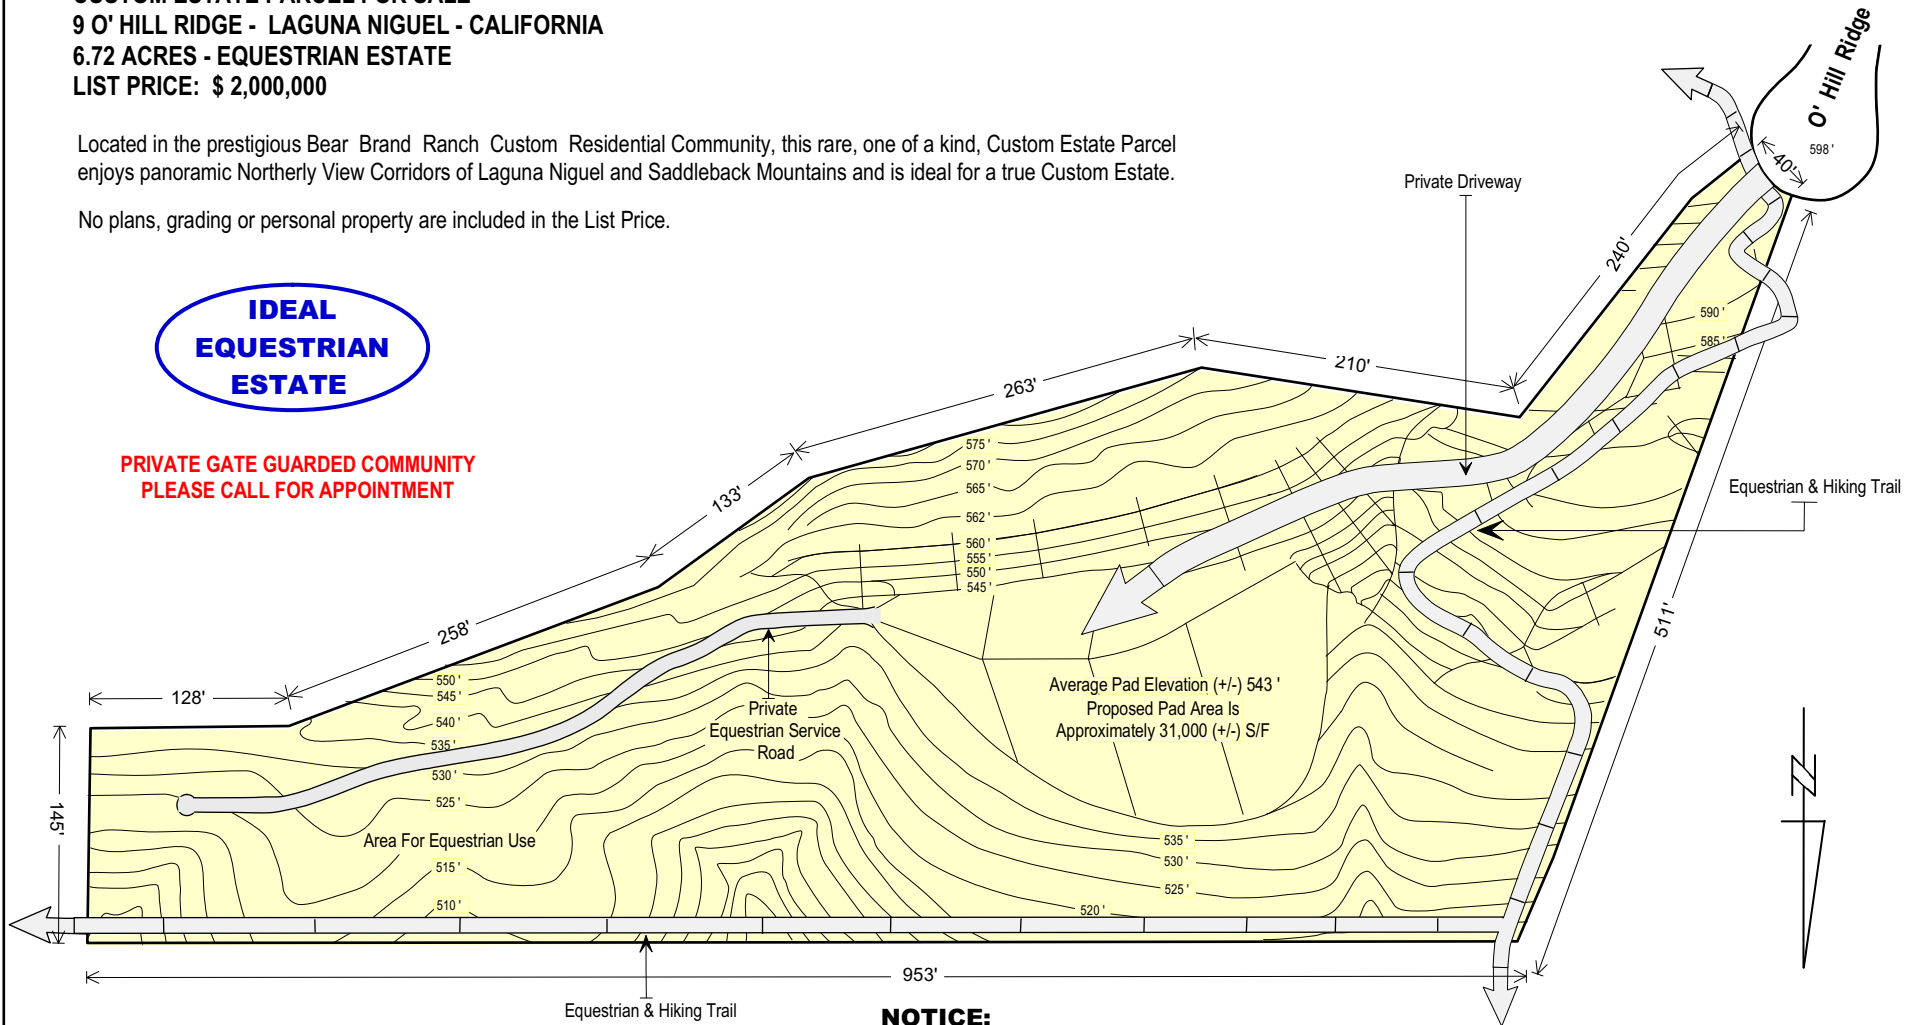 CUSTOM ESTATE PARCEL FOR SALE
9 O' HILL RIDGE - LAGUNA NIGUEL - CALIFORNIA
6.72 ACRES - EQUESTRIAN ESTATE
LIST PRICE: $ 2,000,000
Located in the prestigious Bear Brand Ranch Custom Residential Community, this rare, one of a kind, Custom Estate Parcel
enjoys panoramic Northerly View Corridors of Laguna Niguel and Saddleback Mountains and is ideal for a true Custom Estate.
No plans, grading or personal property are included in the List Price.
IDEAL
EQUESTRIAN
ESTATE
PRIVATE GATE GUARDED COMMUNITY
PLEASE CALL FOR APPOINTMENT
O' Hill Ridge
598 '
40'
Private Driveway
240'
590 '
585 '
210'
263'
133'
258'
128'
145'
575 '
570 '
565 '
562 '
560 '
555 '
550 '
545 '
Equestrian & Hiking Trail
511'
550 '
545 '
540 '
535 '
530 '
525 '
515 '
510 '
Private
Equestrian Service
Road
Average Pad Elevation (+/-) 543 '
Proposed Pad Area Is
Approximately 31,000 (+/-) S/F
Area For Equestrian Use
535 '
530 '
525 '
520 '
N
953'
Equestrian & Hiking Trail
NOTICE: